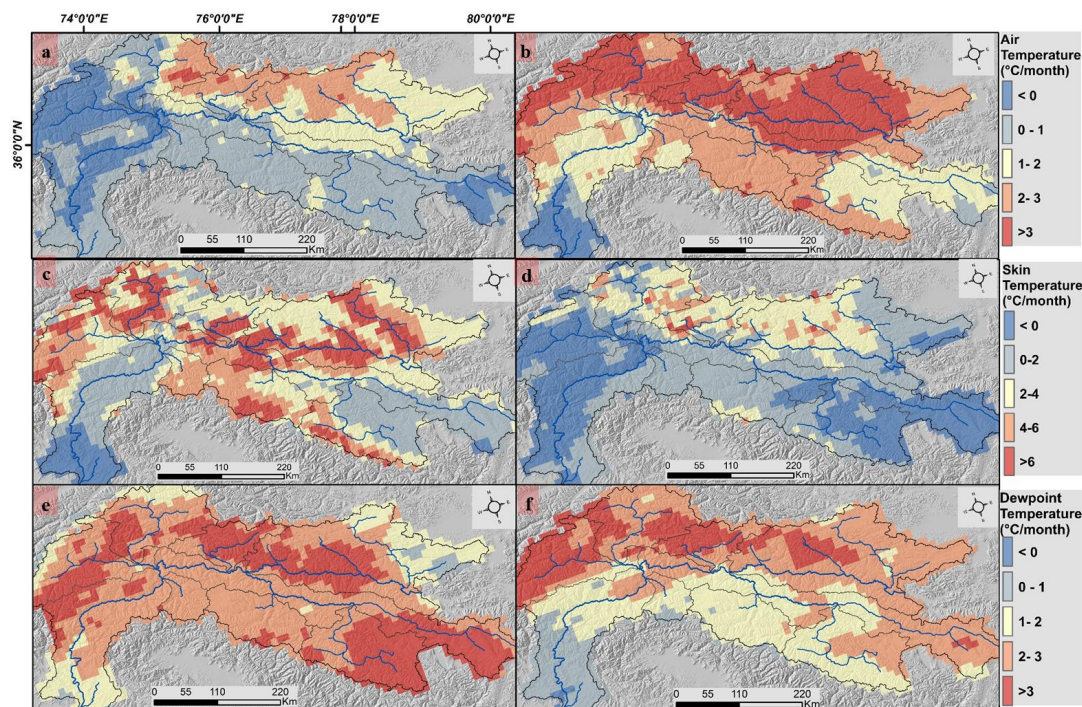 74°0'0"E 76°0'0"E 78°0'0"E 80°0'0"E
36°0'0"N
a
0 55 110 220
Km
b
0 55 110 220
Km
Air
Temperature
(°C/month)
< 0
0 - 1
1- 2
2- 3
>3
c
0 55 110 220
Km
d
0 55 110 220
Km
Skin
Temperature
(°C/month)
< 0
0-2
2-4
4-6
>6
e
0 55 110 220
Km
f
0 55 110 220
Km
Dewpoint
Temperature
(°C/month)
< 0
0 - 1
1- 2
2- 3
>3